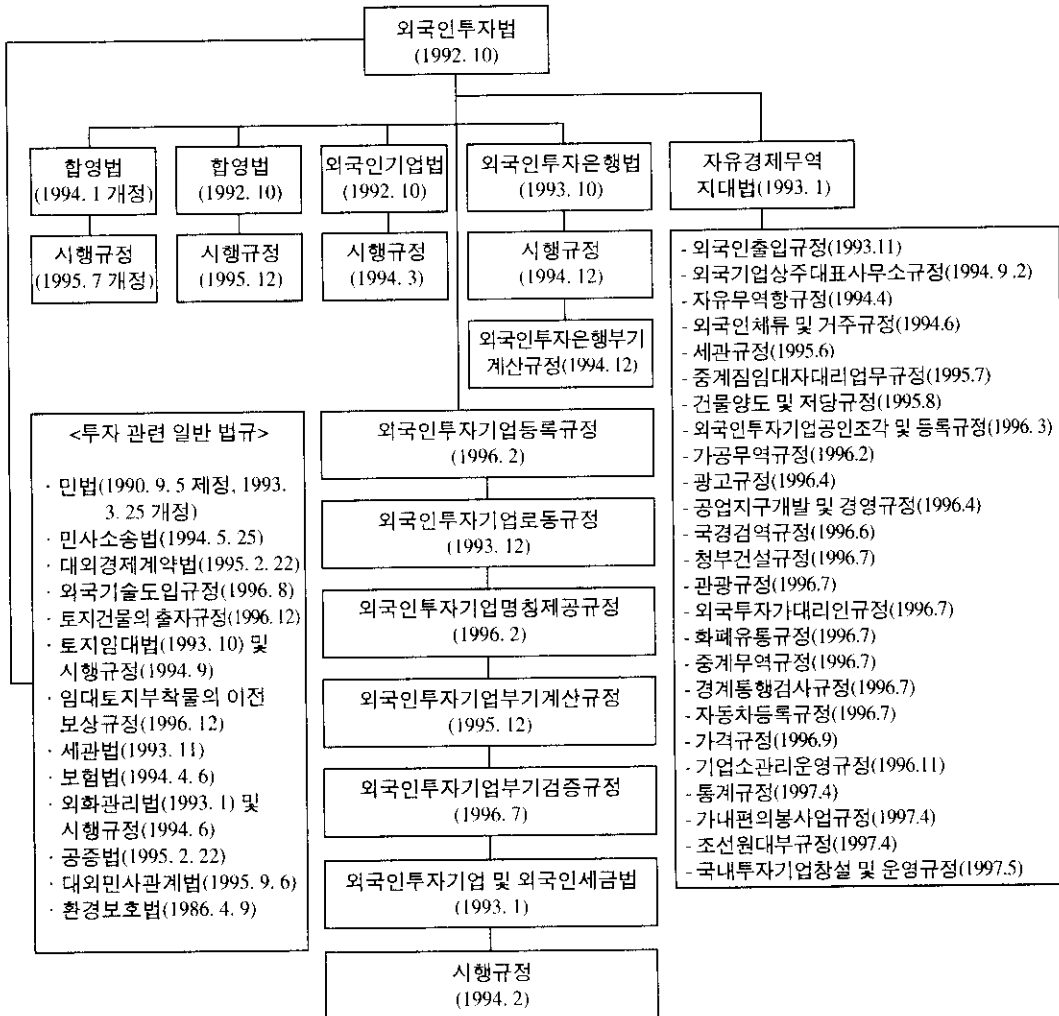 외국인투자법
(1992. 10)
합영법
(1994. 1 개정)
시행규정
(1995. 7 개정)
합영법
(1992. 10)
시행규정
(1995. 12)
외국인기업법
(1992. 10)
시행규정
(1994. 3)
외국인투자은행법
(1993. 10)
시행규정
(1994. 12)
외국인투자은행부기
계산규정(1994. 12)
자유경제무역
지대법(1993. 1)
- 외국인출입규정(1993.11)
- 외국기업상주대표사무소규정(1994. 9 .2)
- 자유무역항규정(1994.4)
- 외국인체류 및 거주규정(1994.6)
- 세관규정(1995.6)
- 중계짐임대자대리업무규정(1995.7)
- 건물양도 및 저당규정(1995.8)
- 외국인투자기업공인조각 및 등록규정(1996. 3)
- 가공무역규정(1996.2)
- 광고규정(1996.4)
- 공업지구개발 및 경영규정(1996.4)
- 국경검역규정(1996.6)
- 청부건설규정(1996.7)
- 관광규정(1996.7)
- 외국투자가대리인규정(1996.7)
- 화폐유통규정(1996.7)
- 중계무역규정(1996.7)
- 경계통행검사규정(1996.7)
- 자동차등록규정(1996.7)
- 가격규정(1996.9)
- 기업소관리운영규정(1996.11)
- 통계규정(1997.4)
- 가내편의봉사업규정(1997.4)
- 조선원대부규정(1997.4)
- 국내투자기업창설 및 운영규정(1997.5)
<투자 관련 일반 법규>
· 민법(1990. 9. 5 제정, 1993.
3. 25 개정)
· 민사소송법(1994. 5. 25)
· 대외경제계약법(1995. 2. 22)
· 외국기술도입규정(1996. 8)
· 토지건물의 출자규정(1996. 12)
· 토지임대법(1993. 10) 및
시행규정(1994. 9)
· 임대토지부착물의 이전
보상규정(1996. 12)
· 세관법(1993. 11)
· 보험법(1994. 4. 6)
· 외화관리법(1993. 1) 및
시행규정(1994. 6)
· 공증법(1995. 2. 22)
· 대외민사관계법(1995. 9. 6)
· 환경보호법(1986. 4. 9)
외국인투자기업등록규정
(1996. 2)
외국인투자기업로동규정
(1993. 12)
외국인투자기업명칭제공규정
(1996. 2)
외국인투자기업부기계산규정
(1995. 12)
외국인투자기업부기검증규정
(1996. 7)
외국인투자기업 및 외국인세금법
(1993. 1)
시행규정
(1994. 2)